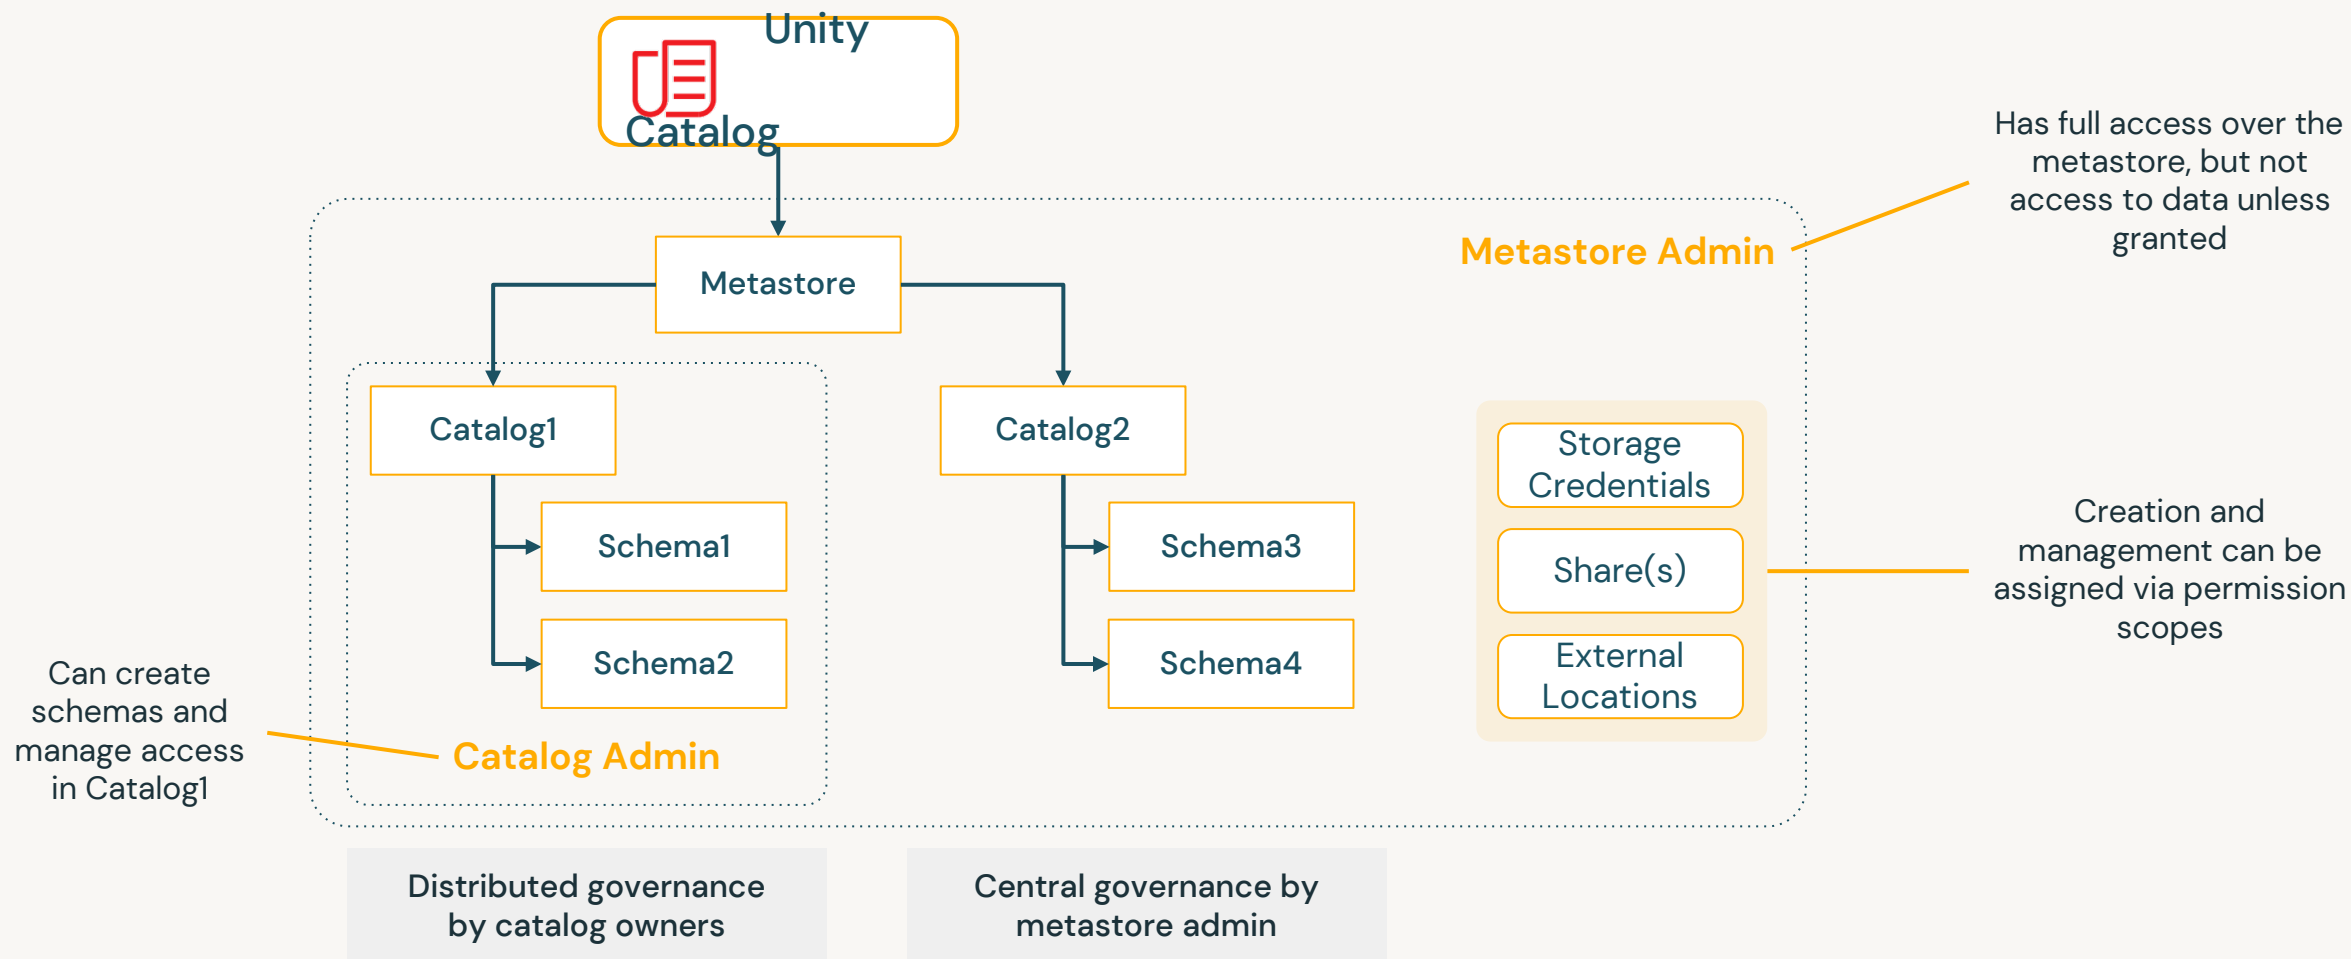 Unity
Catalog
Has full access over the
metastore, but not
access to data unless
granted
Metastore Admin
Metastore
Catalog1
Catalog2
Storage
Credentials
Schema1
Schema3
Share(s)
Creation and
management can be
assigned via permission
scopes
Schema2
Schema4
External
Locations
Can create
schemas and
manage access
in Catalog1
Catalog Admin
Distributed governance
by catalog owners
Central governance by
metastore admin